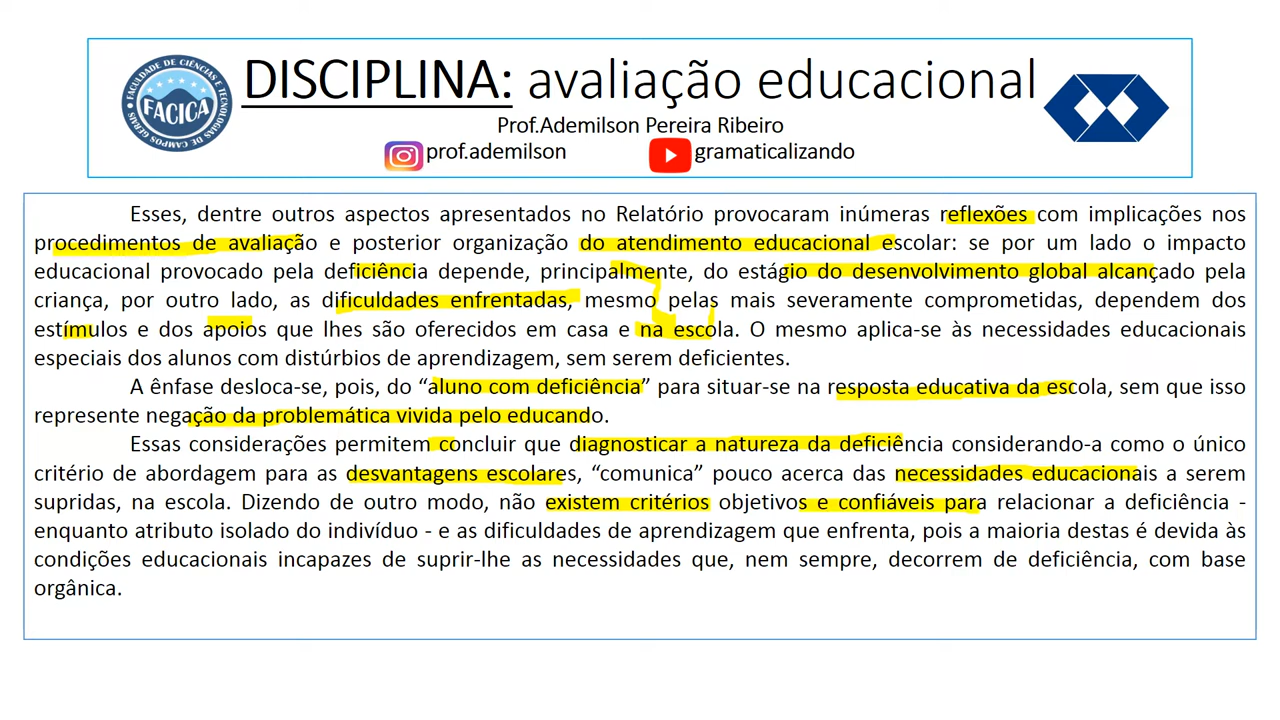 DISCIPLINA: avaliação educacional
Prof.Ademilson Pereira Ribeiro
prof.ademilson
gramaticalizando
FACULDADE DE CIÊNCIAS E TECNOLOGIAS DE CAMPOS GERAIS
FACICA
Esses, dentre outros aspectos apresentados no Relatório provocaram inúmeras reflexões com implicações nos
procedimentos de avaliação e posterior organização do atendimento educacional escolar: se por um lado o impacto
educacional provocado pela deficiência depende, principalmente, do estágio do desenvolvimento global alcançado pela
criança, por outro lado, as dificuldades enfrentadas, mesmo pelas mais severamente comprometidas, dependem dos
estímulos e dos apoios que lhes são oferecidos em casa e na escola. O mesmo aplica-se às necessidades educacionais
especiais dos alunos com distúrbios de aprendizagem, sem serem deficientes.
A ênfase desloca-se, pois, do “aluno com deficiência” para situar-se na resposta educativa da escola, sem que isso
represente negação da problemática vivida pelo educando.
Essas considerações permitem concluir que diagnosticar a natureza da deficiência considerando-a como o único
critério de abordagem para as desvantagens escolares, “comunica” pouco acerca das necessidades educacionais a serem
supridas, na escola. Dizendo de outro modo, não existem critérios objetivos e confiáveis para relacionar a deficiência -
enquanto atributo isolado do indivíduo - e as dificuldades de aprendizagem que enfrenta, pois a maioria destas é devida às
condições educacionais incapazes de suprir-lhe as necessidades que, nem sempre, decorrem de deficiência, com base
orgânica.